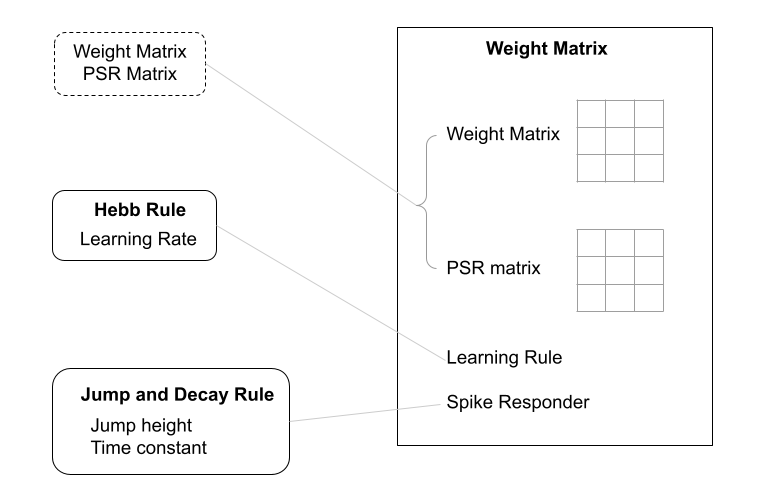 Weight Matrix
PSR Matrix
Hebb Rule
Learning Rate
Jump and Decay Rule
Jump height
Time constant
Weight Matrix
Weight Matrix
PSR matrix
Learning Rule
Spike Responder